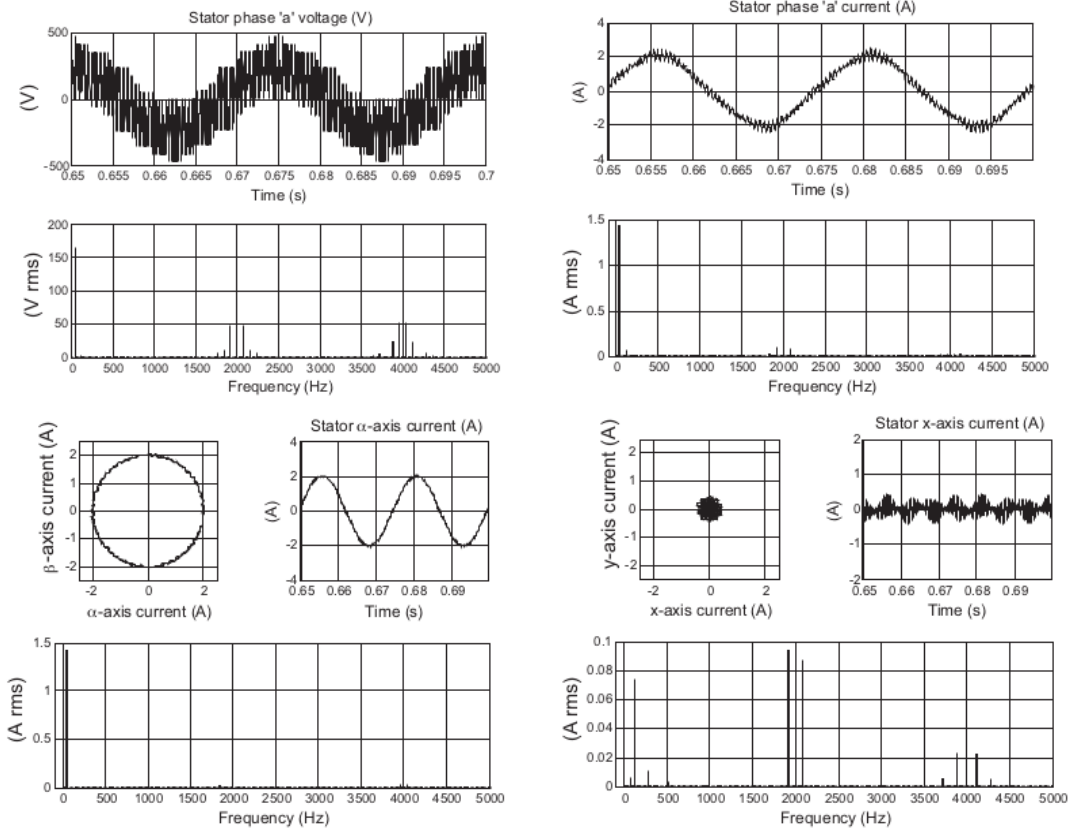 Stator phase 'a' voltage (V)
500
0
-500
(V)
0.65 0.655 0.66 0.665 0.67 0.675 0.68 0.685 0.69 0.695 0.7
Time (s)
Stator phase 'a' current (A)
4
2
0
-2
-4
(A)
0.65 0.655 0.66 0.665 0.67 0.675 0.68 0.685 0.69 0.695
Time (s)
200
150
100
50
0
(V rms)
0 500 1000 1500 2000 2500 3000 3500 4000 4500 5000
Frequency (Hz)
1.5
1
0.5
0
(A rms)
0 500 1000 1500 2000 2500 3000 3500 4000 4500 5000
Frequency (Hz)
β-axis current (A)
2
1
0
-1
-2
-2 0 2
α-axis current (A)
Stator α-axis current (A)
4
2
0
-2
-4
(A)
0.65 0.66 0.67 0.68 0.69
Time (s)
y-axis current (A)
2
1
0
-1
-2
-2 0 2
x-axis current (A)
Stator x-axis current (A)
2
1
0
-1
-2
(A)
0.65 0.66 0.67 0.68 0.69
Time (s)
1.5
1
0.5
0
(A rms)
0 500 1000 1500 2000 2500 3000 3500 4000 4500 5000
Frequency (Hz)
0.1
0.08
0.06
0.04
0.02
0
(A rms)
0 500 1000 1500 2000 2500 3000 3500 4000 4500 5000
Frequency (Hz)